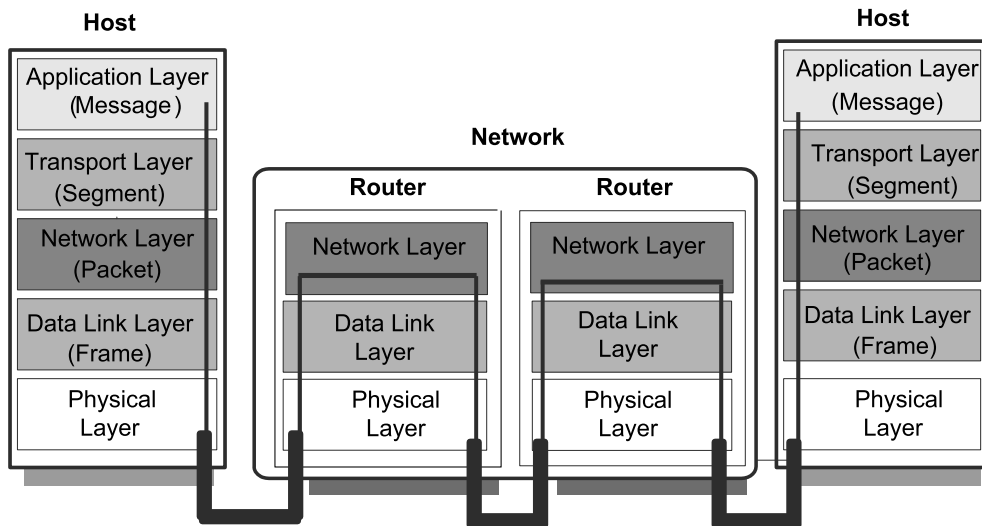 Host
Application Layer
(Message)
Transport Layer
(Segment)
Network Layer
(Packet)
Data Link Layer
(Frame)
Physical
Layer
Network
Router
Network Layer
Data Link
Layer
Physical
Layer
Router
Network Layer
Data Link
Layer
Physical
Layer
Host
Application Layer
(Message)
Transport Layer
(Segment)
Network Layer
(Packet)
Data Link Layer
(Frame)
Physical
Layer